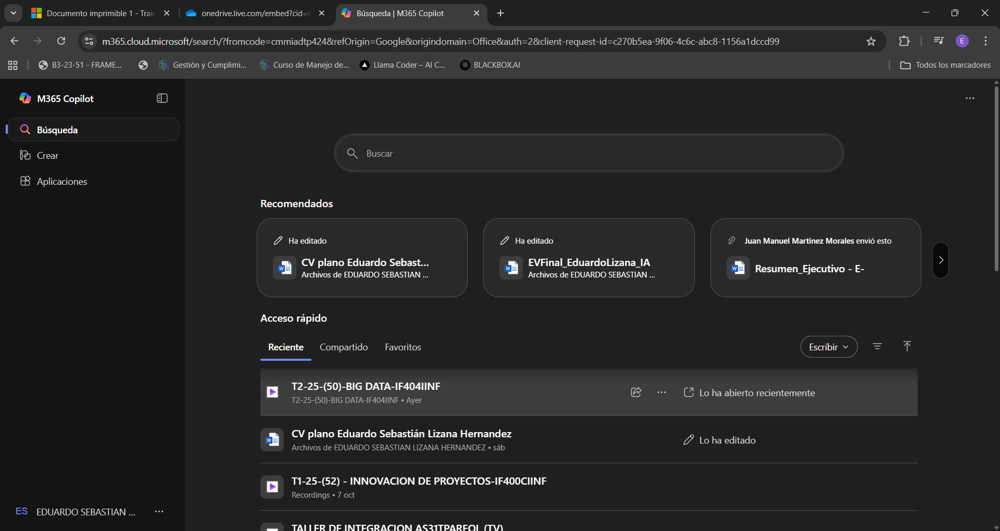 Documento imprimible 1 - Train
onedrive.live.com/embed?cid=
Búsqueda | M365 Copilot
m365.cloud.microsoft/search/?fromcode=cmmiadtp424&refOrigin=Google&origindomain=Office&auth=2&client-request-id=c270b5ea-9f06-4c6c-abc8-1156a1dccd99
E
B3-23-51 - FRAME...
Gestión y Cumplimi...
Curso de Manejo de...
Llama Coder – AI C...
BLACKBOX.AI
Todos los marcadores
M365 Copilot
Búsqueda
Crear
Aplicaciones
Buscar
Recomendados
Ha editado
CV plano Eduardo Sebast...
Archivos de EDUARDO SEBASTIAN ...
Ha editado
EVFinal_EduardoLizana_IA
Archivos de EDUARDO SEBASTIAN ...
Juan Manuel Martinez Morales envió esto
Resumen_Ejecutivo - E-
Acceso rápido
Reciente
Compartido
Favoritos
Escribir
T2-25-(50)-BIG DATA-IF404IINF
T2-25-(50)-BIG DATA-IF404IINF • Ayer
Lo ha abierto recientemente
CV plano Eduardo Sebastián Lizana Hernandez
Archivos de EDUARDO SEBASTIAN LIZANA HERNANDEZ • sáb
Lo ha editado
T1-25-(52) - INNOVACION DE PROYECTOS-IF400CIINF
Recordings • 7 oct
TALLER DE INTEGRACION AS31TPAREOL (TV)
ES
EDUARDO SEBASTIAN ...